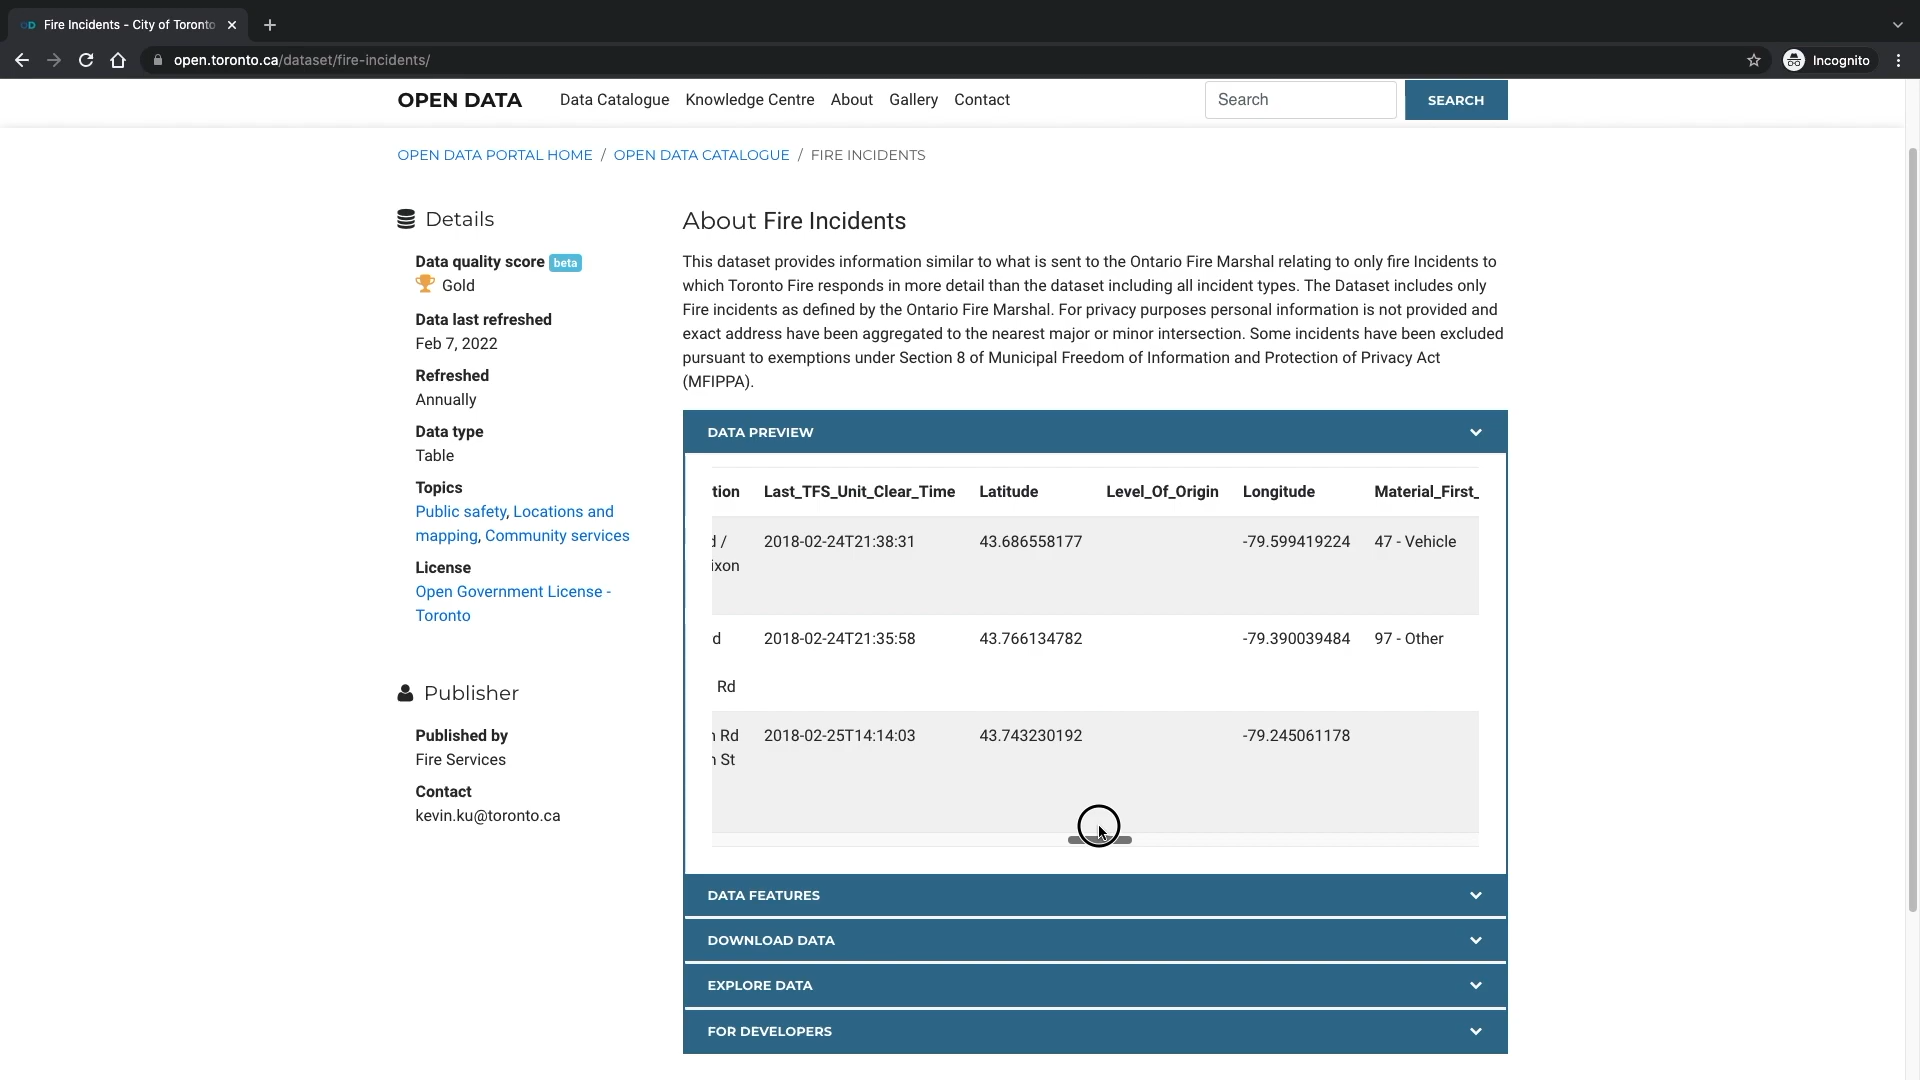 Fire Incidents - City of Toronto
open.toronto.ca/dataset/fire-incidents/
Incognito
OPEN DATA
Data Catalogue Knowledge Centre About Gallery Contact
Search
SEARCH
OPEN DATA PORTAL HOME / OPEN DATA CATALOGUE / FIRE INCIDENTS
Details
Data quality score beta
Gold
Data last refreshed
Feb 7, 2022
Refreshed
Annually
Data type
Table
Topics
Public safety, Locations and
mapping, Community services
License
Open Government License -
Toronto
Publisher
Published by
Fire Services
Contact
kevin.ku@toronto.ca
About Fire Incidents
This dataset provides information similar to what is sent to the Ontario Fire Marshal relating to only fire Incidents to
which Toronto Fire responds in more detail than the dataset including all incident types. The Dataset includes only
Fire incidents as defined by the Ontario Fire Marshal. For privacy purposes personal information is not provided and
exact address have been aggregated to the nearest major or minor intersection. Some incidents have been excluded
pursuant to exemptions under Section 8 of Municipal Freedom of Information and Protection of Privacy Act
(MFIPPA).
DATA PREVIEW
tion Last_TFS_Unit_Clear_Time Latitude Level_Of_Origin Longitude Material_First_
d / 2018-02-24T21:38:31 43.686558177 -79.599419224 47 - Vehicle
ixon
d 2018-02-24T21:35:58 43.766134782 -79.390039484 97 - Other
Rd
n Rd 2018-02-25T14:14:03 43.743230192 -79.245061178
n St
DATA FEATURES
DOWNLOAD DATA
EXPLORE DATA
FOR DEVELOPERS